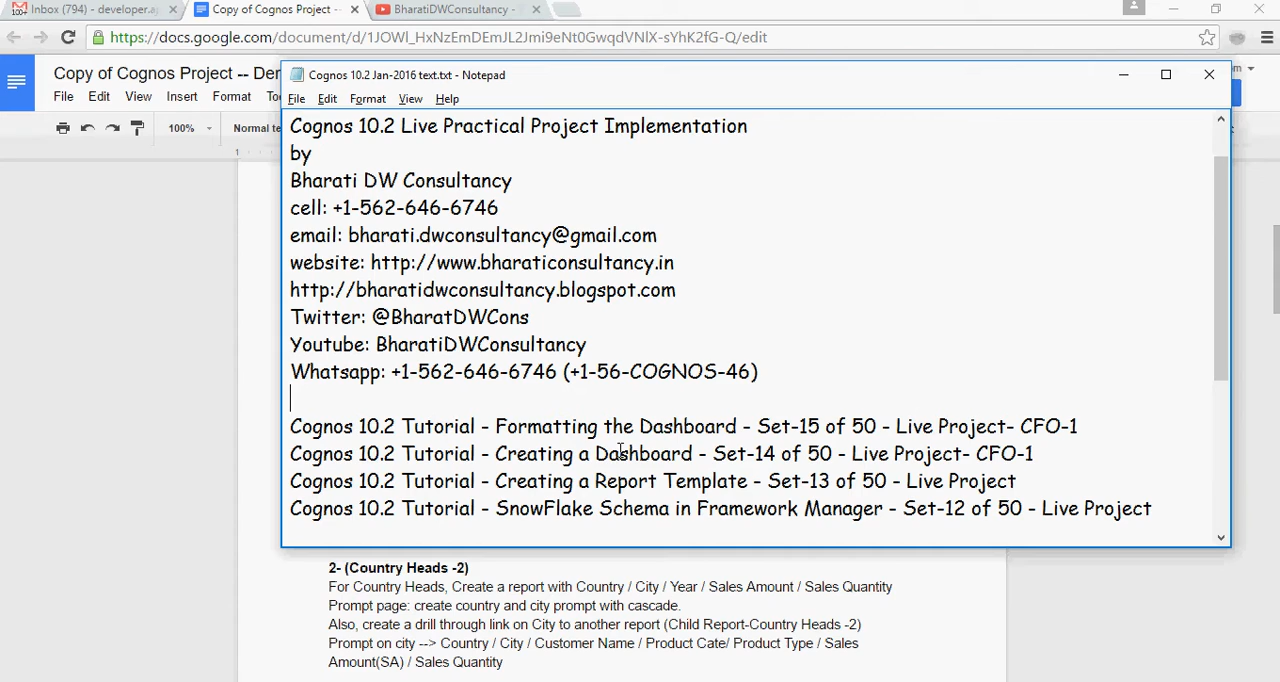 Inbox (794) - developer.a
Copy of Cognos Project -
BharatiDWConsultancy -
https://docs.google.com/document/d/1JOWl_HxNzEmDEmJL2Jmi9eNt0GwqdVNlX-sYhK2fG-Q/edit
Copy of Cognos Project -- Der
File Edit View Insert Format To
100% Normal te
1
Cognos 10.2 Jan-2016 text.txt - Notepad
File Edit Format View Help
Cognos 10.2 Live Practical Project Implementation
by
Bharati DW Consultancy
cell: +1-562-646-6746
email: bharati.dwconsultancy@gmail.com
website: http://www.bharaticonsultancy.in
http://bharatidwconsultancy.blogspot.com
Twitter: @BharatDWCons
Youtube: BharatiDWConsultancy
Whatsapp: +1-562-646-6746 (+1-56-COGNOS-46)
Cognos 10.2 Tutorial - Formatting the Dashboard - Set-15 of 50 - Live Project- CFO-1
Cognos 10.2 Tutorial - Creating a Dashboard - Set-14 of 50 - Live Project- CFO-1
Cognos 10.2 Tutorial - Creating a Report Template - Set-13 of 50 - Live Project
Cognos 10.2 Tutorial - SnowFlake Schema in Framework Manager - Set-12 of 50 - Live Project
2- (Country Heads -2)
For Country Heads, Create a report with Country / City / Year / Sales Amount / Sales Quantity
Prompt page: create country and city prompt with cascade.
Also, create a drill through link on City to another report (Child Report-Country Heads -2)
Prompt on city --> Country / City / Customer Name / Product Cate/ Product Type / Sales
Amount(SA) / Sales Quantity